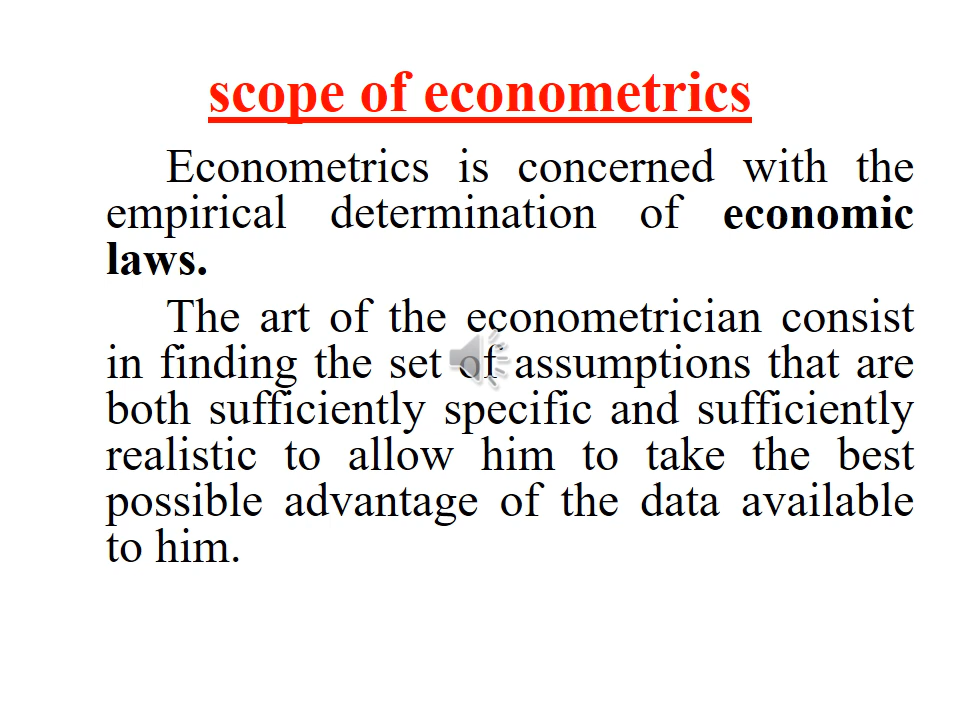 scope of econometrics
Econometrics is concerned with the
empirical determination of economic
laws.
The art of the econometrician consist
in finding the set of assumptions that are
both sufficiently specific and sufficiently
realistic to allow him to take the best
possible advantage of the data available
to him.